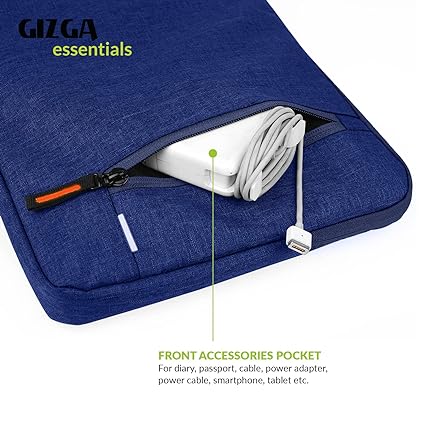 GIZGA
essentials
FRONT ACCESSORIES POCKET
For diary, passport, cable, power adapter,
power cable, smartphone, tablet etc.